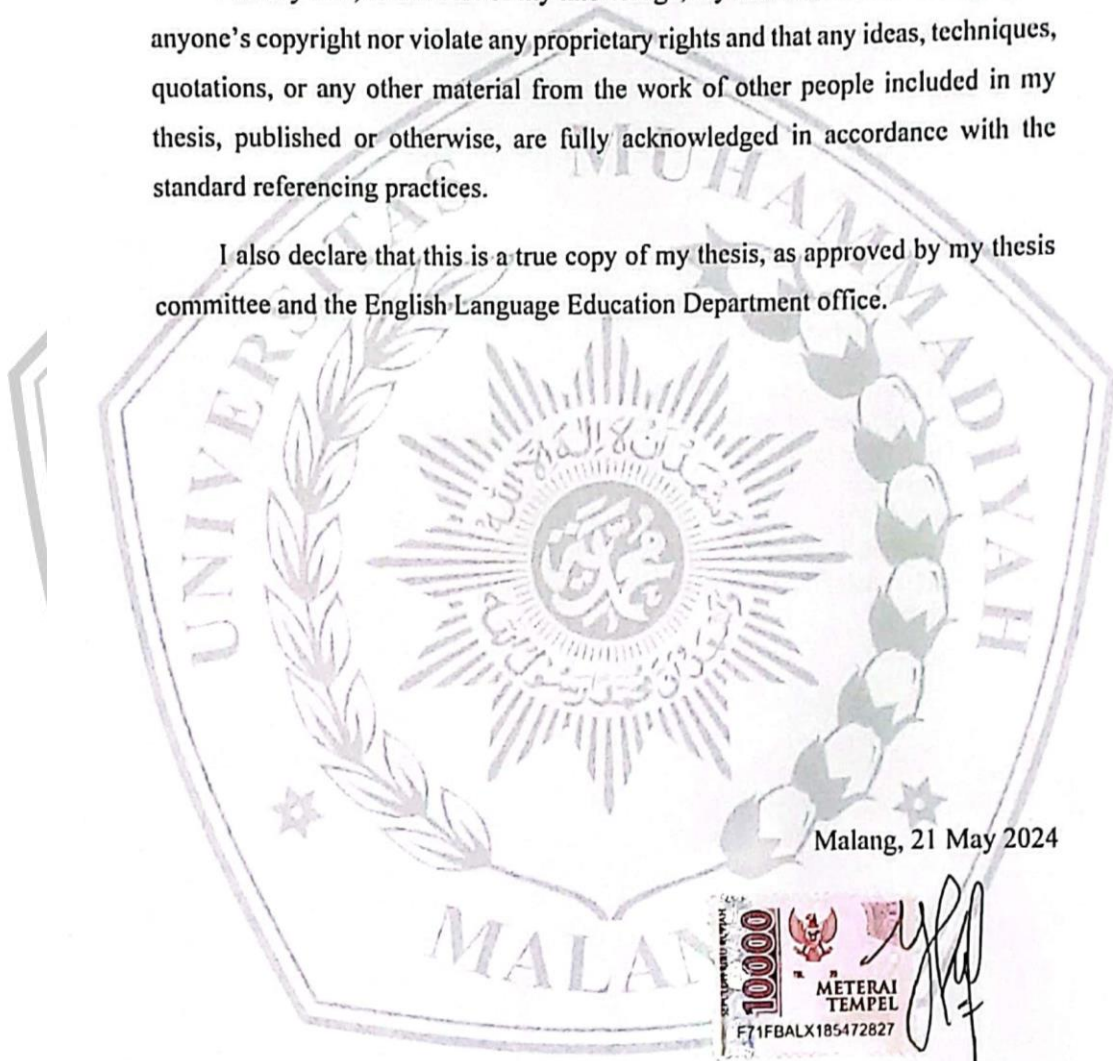 anyone's copyright nor violate any proprietary rights and that any ideas, techniques,
quotations, or any other material from the work of other people included in my
thesis, published or otherwise, are fully acknowledged in accordance with the
standard referencing practices.
I also declare that this is a true copy of my thesis, as approved by my thesis
committee and the English Language Education Department office.
UNIVERSITAS MUHAMMADIYAH
MALAN
Malang, 21 May 2024
10000
METERAI
TEMPEL
F71FBALX185472827